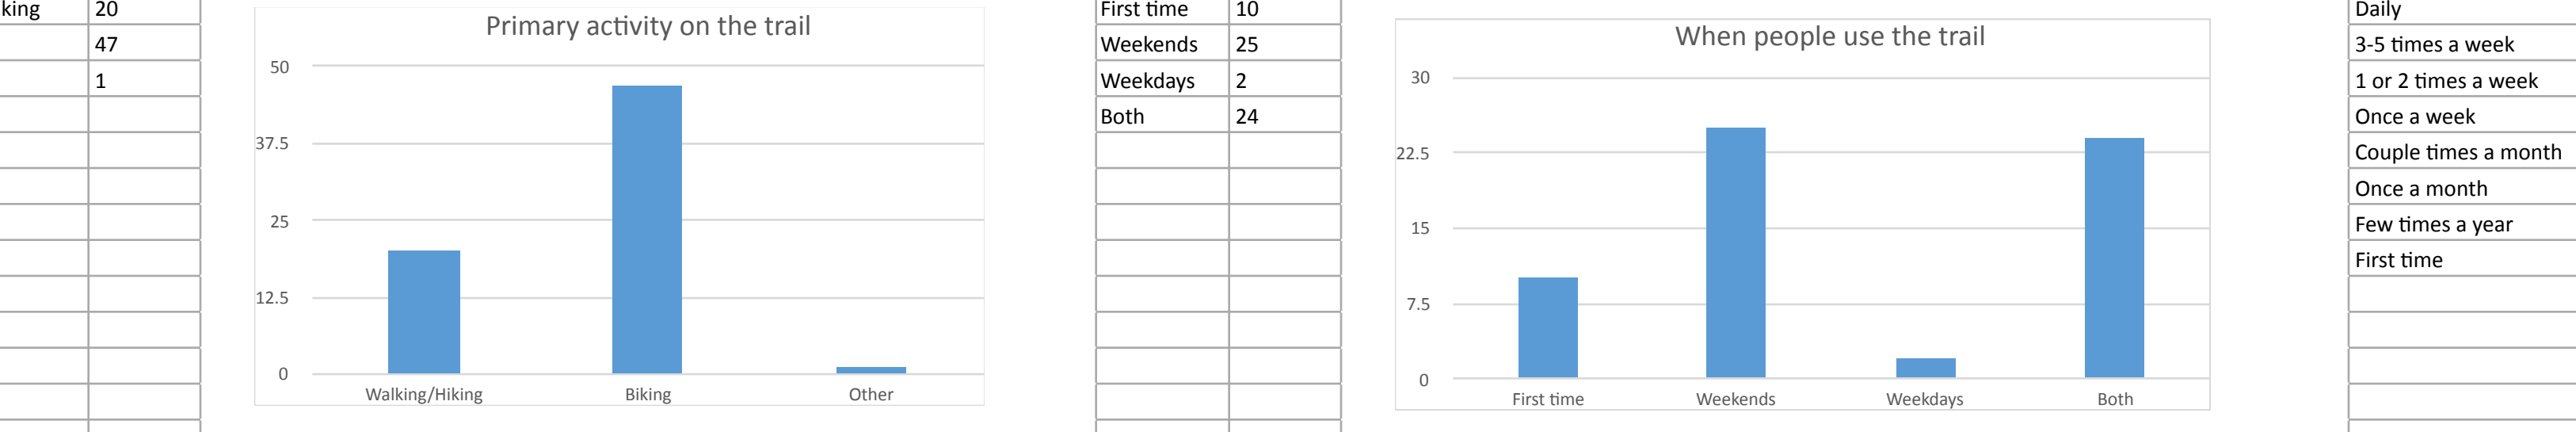 king 20
47
1
Primary activity on the trail
50
37.5
25
12.5
0
Walking/Hiking Biking Other
First time 10
Weekends 25
Weekdays 2
Both 24
When people use the trail
30
22.5
15
7.5
0
First time Weekends Weekdays Both
Daily
3-5 times a week
1 or 2 times a week
Once a week
Couple times a month
Once a month
Few times a year
First time